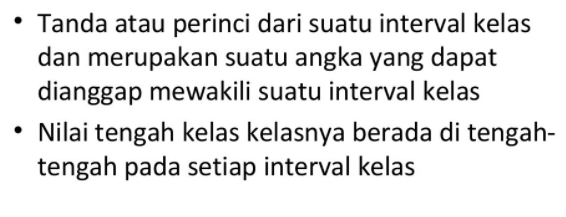 • Tanda atau perinci dari suatu interval kelas
dan merupakan suatu angka yang dapat
dianggap mewakili suatu interval kelas
• Nilai tengah kelas kelasnya berada di tengah-
tengah pada setiap interval kelas